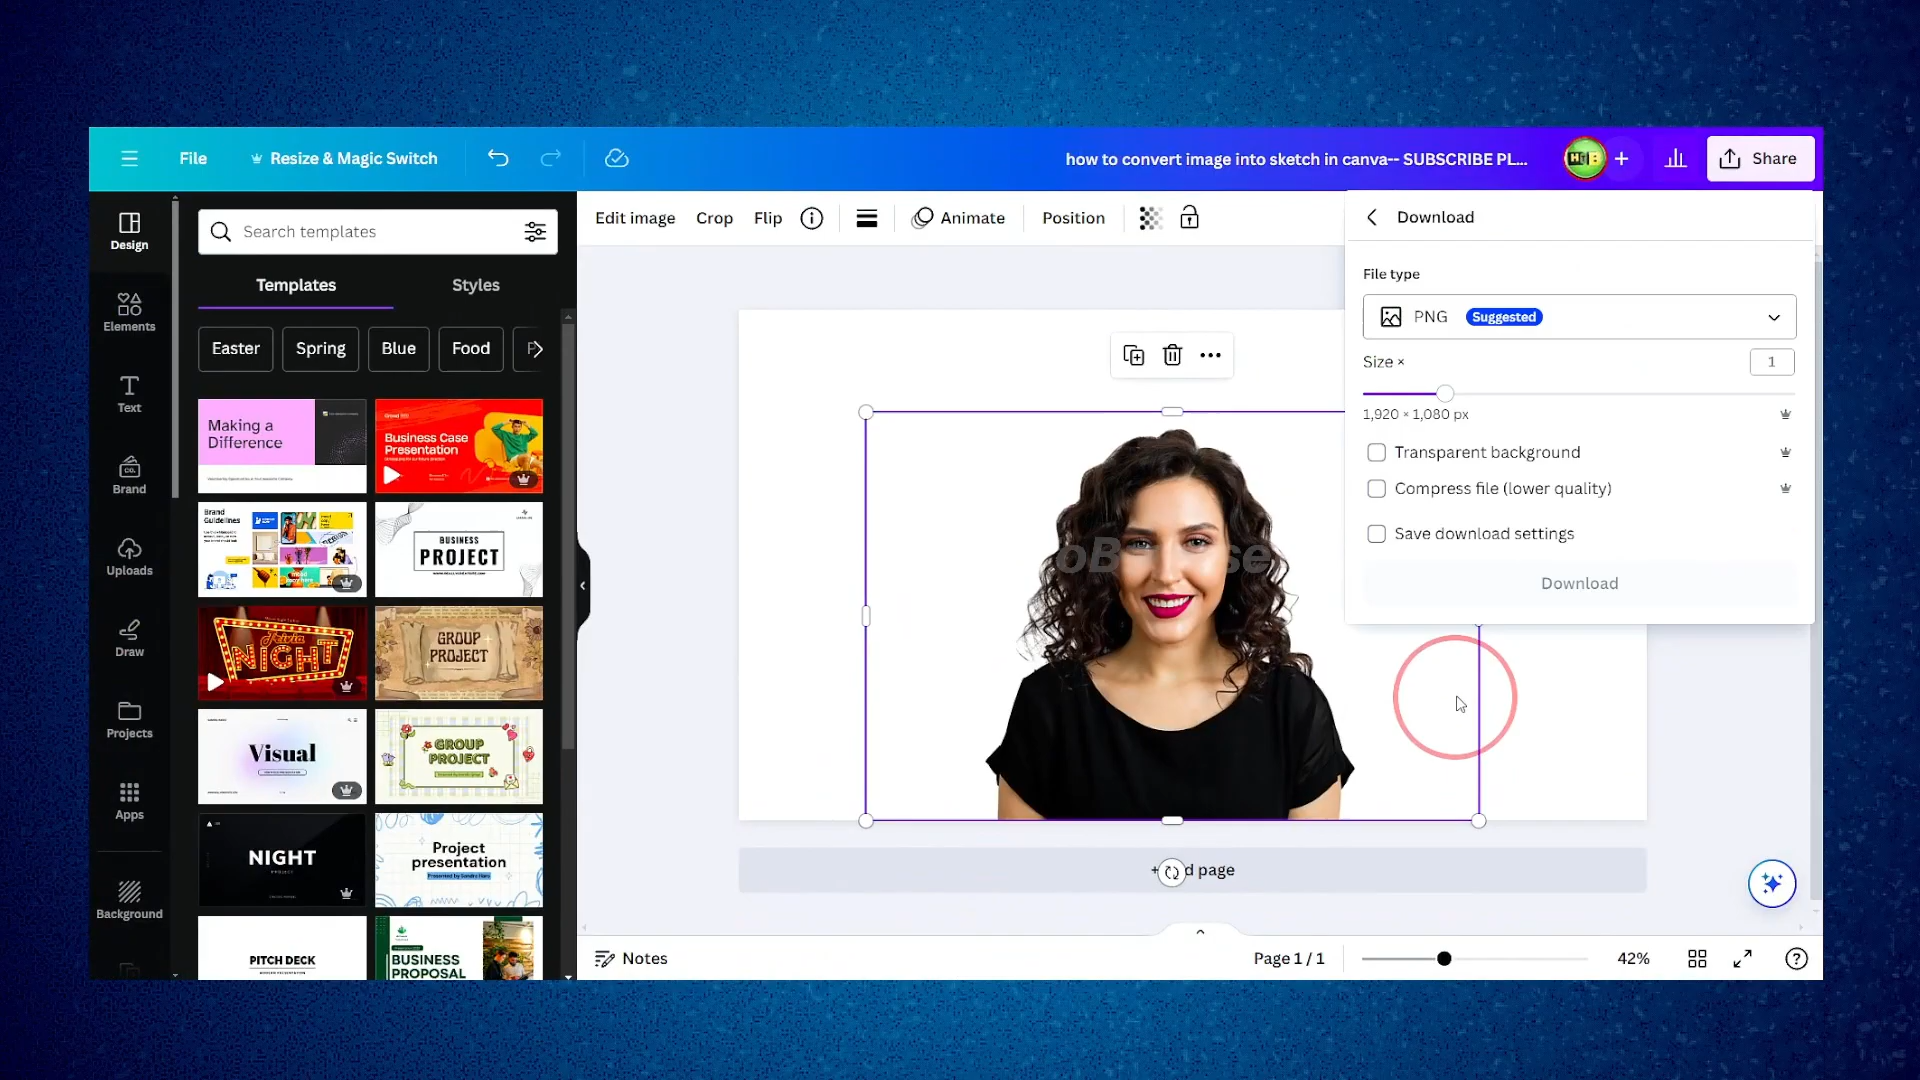 File
Resize & Magic Switch
how to convert image into sketch in canva-- SUBSCRIBE PL...
Share
Design
Elements
Text
Brand
Uploads
Draw
Projects
Apps
Background
Search templates
Templates
Styles
Easter
Spring
Blue
Food
Making a
Difference
Business Case
Presentation
Brand
Guidelines
BUSINESS
PROJECT
Trivia
NIGHT
GROUP
PROJECT
Visual
GROUP
PROJECT
NIGHT
Project
presentation
PITCH DECK
BUSINESS
PROPOSAL
Edit image
Crop
Flip
Animate
Position
Download
File type
PNG
Suggested
Size ×
1
1,920 × 1,080 px
Transparent background
Compress file (lower quality)
Save download settings
Download
d page
Notes
Page 1 / 1
42%